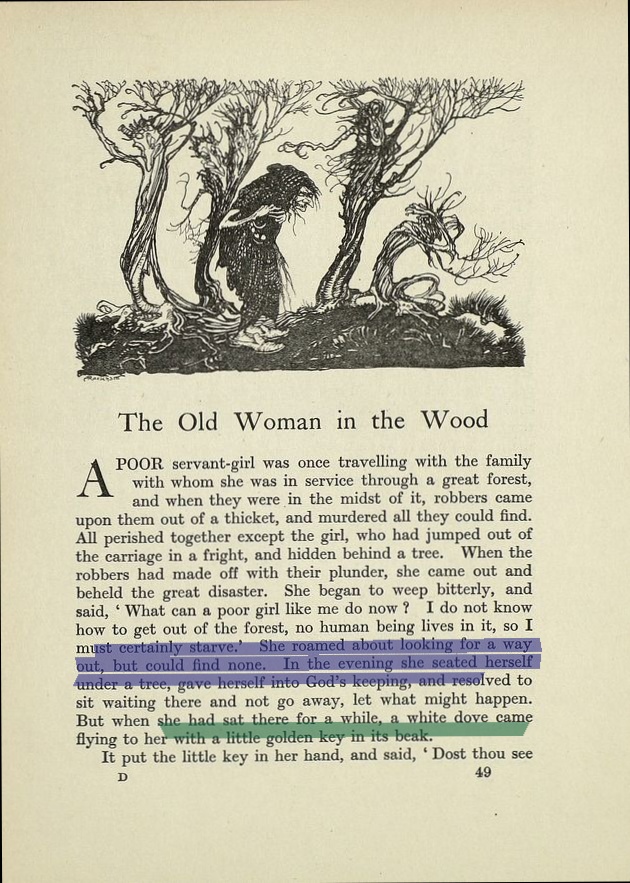 The Old Woman in the Wood
A POOR servant-girl was once travelling with the family
with whom she was in service through a great forest,
and when they were in the midst of it, robbers came
upon them out of a thicket, and murdered all they could find.
All perished together except the girl, who had jumped out of
the carriage in a fright, and hidden behind a tree. When the
robbers had made off with their plunder, she came out and
beheld the great disaster. She began to weep bitterly, and
said, ‘ What can a poor girl like me do now ? I do not know
how to get out of the forest, no human being lives in it, so I
must certainly starve.’ She roamed about looking for a way
out, but could find none. In the evening she seated herself
under a tree, gave herself into God’s keeping, and resolved to
sit waiting there and not go away, let what might happen.
But when she had sat there for a while, a white dove came
flying to her with a little golden key in its beak.
It put the little key in her hand, and said, ‘ Dost thou see
D 49